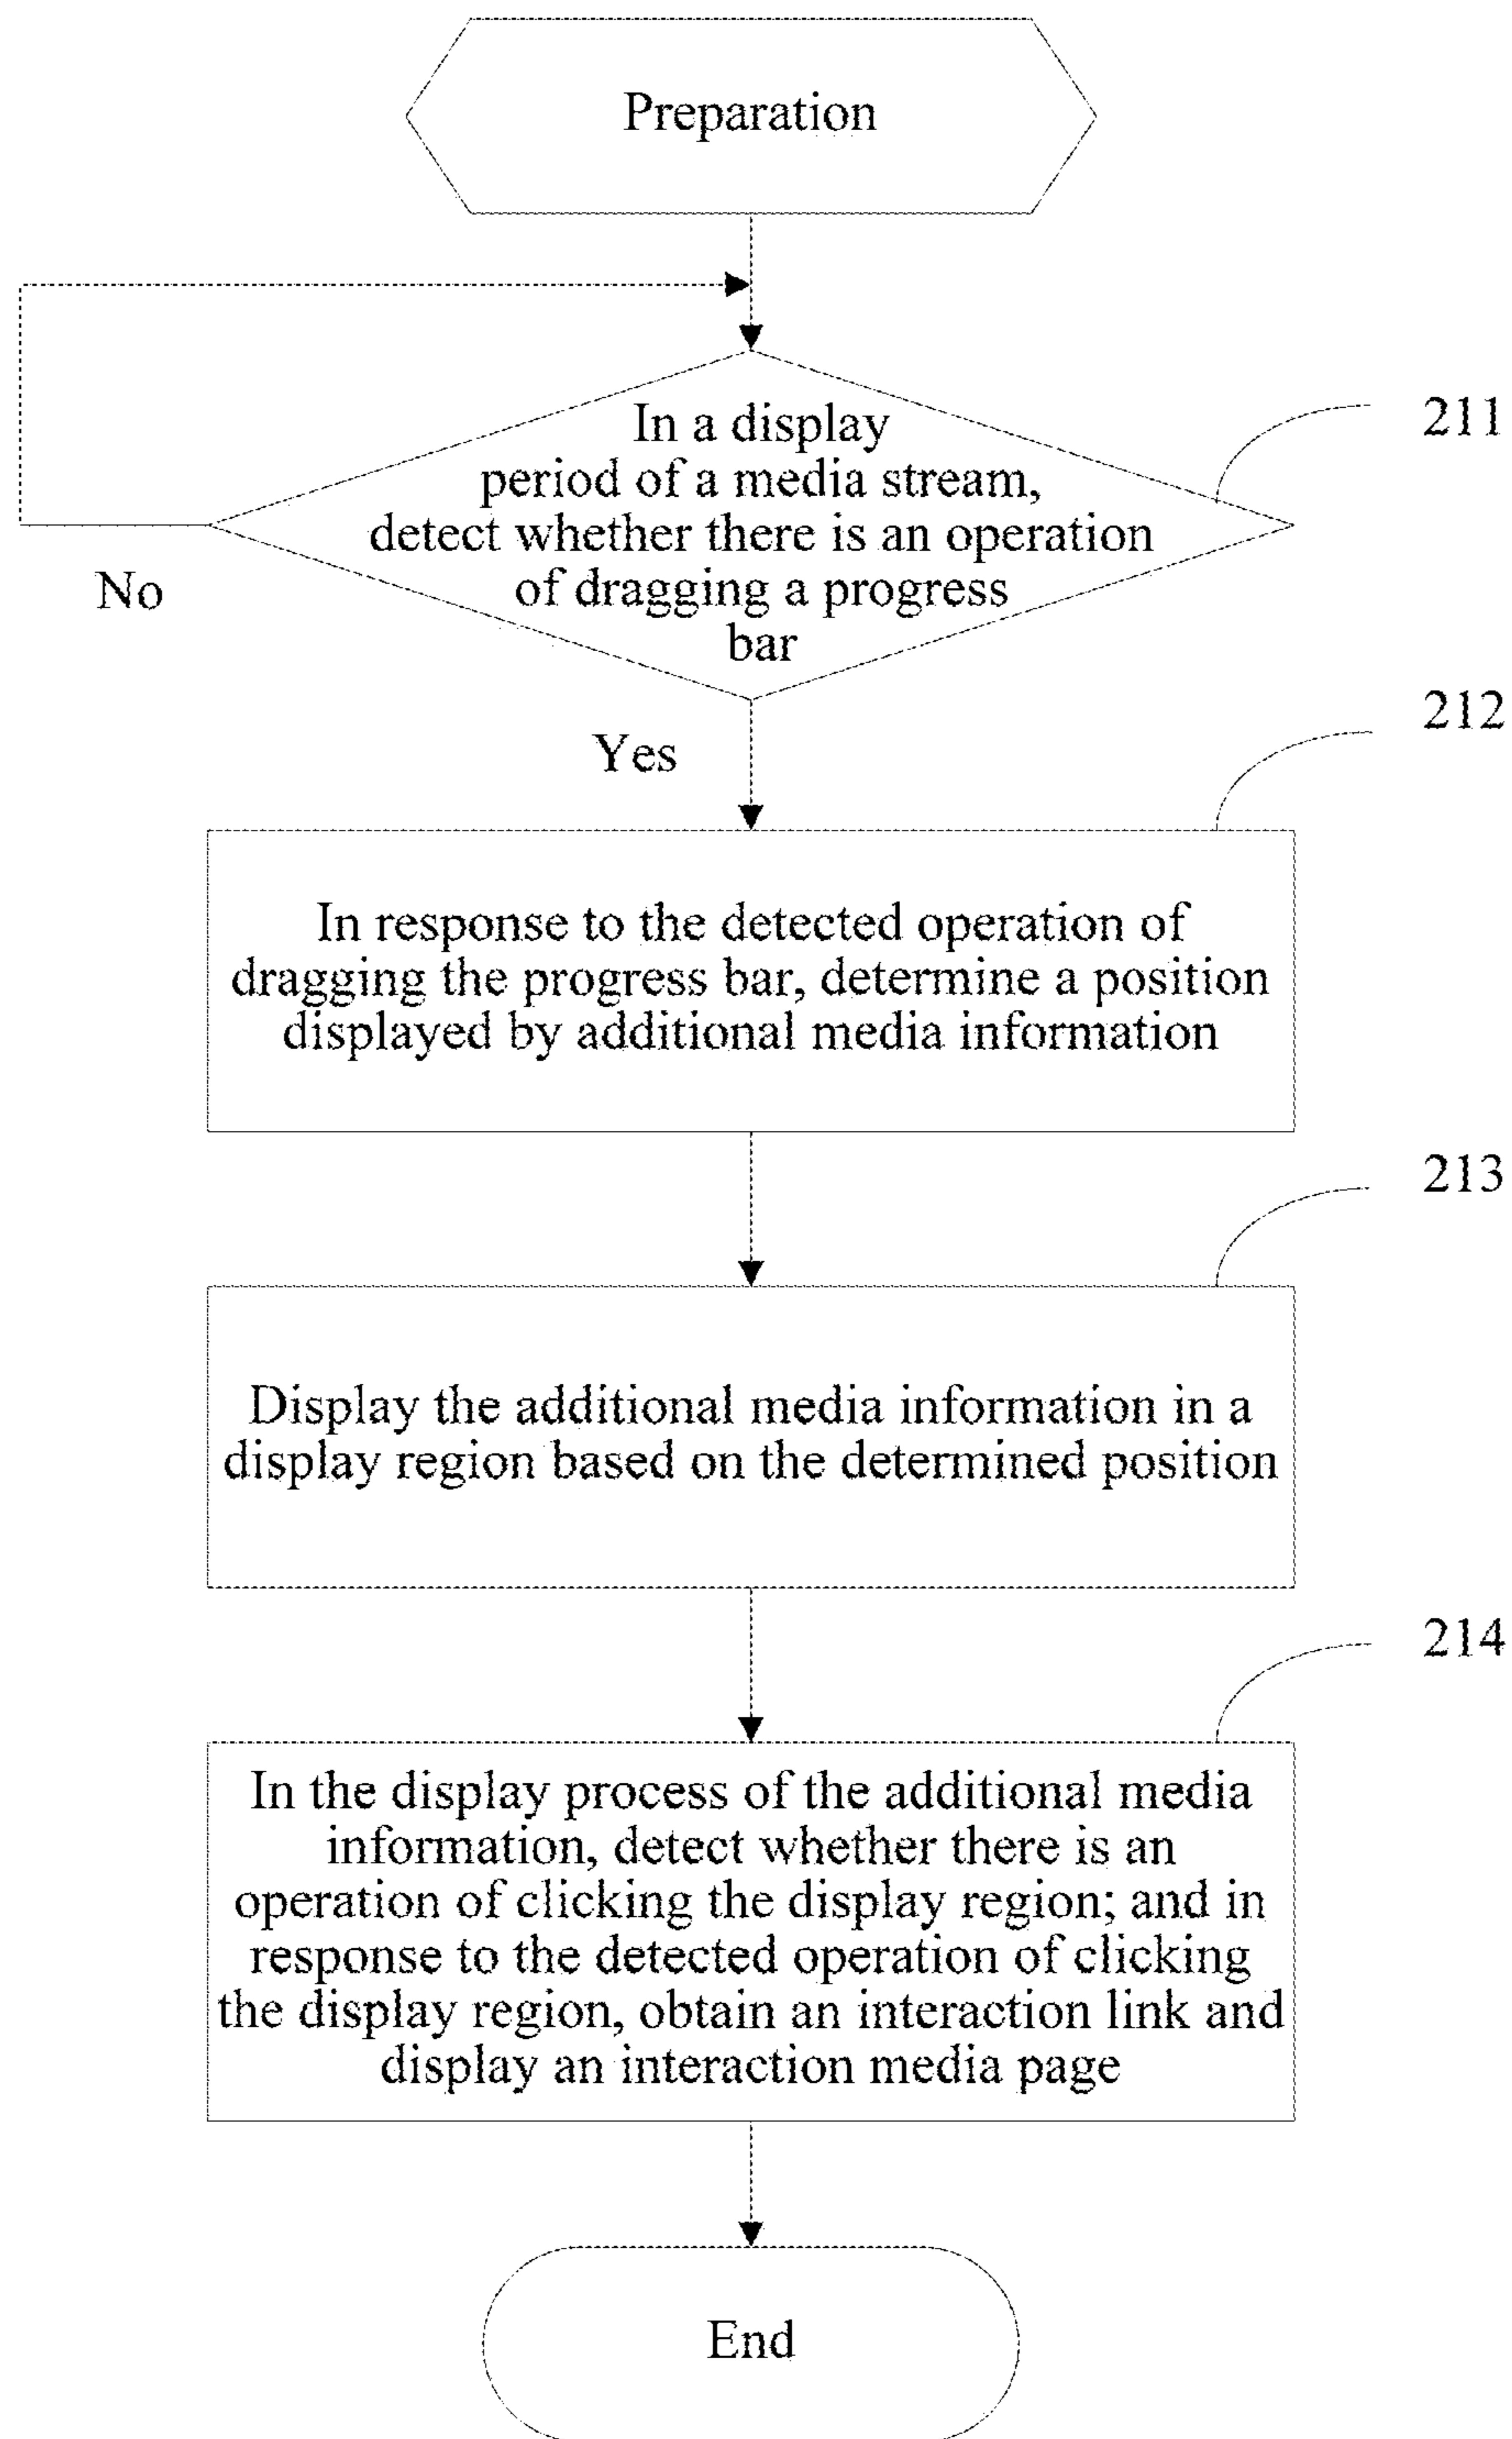 Preparation
In a display
period of a media stream,
detect whether there is an operation
of dragging a progress
bar
211
No
Yes
212
In response to the detected operation of
dragging the progress bar, determine a position
displayed by additional media information
213
Display the additional media information in a
display region based on the determined position
214
In the display process of the additional media
information, detect whether there is an
operation of clicking the display region; and in
response to the detected operation of clicking
the display region, obtain an interaction link and
display an interaction media page
End